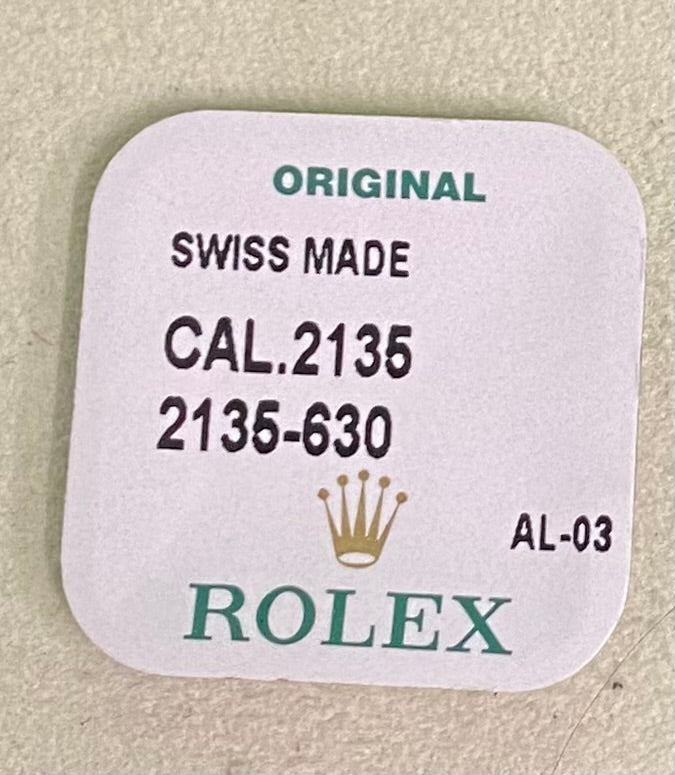 ORIGINAL
SWISS MADE
CAL.2135
2135-630
AL-03
ROLEX